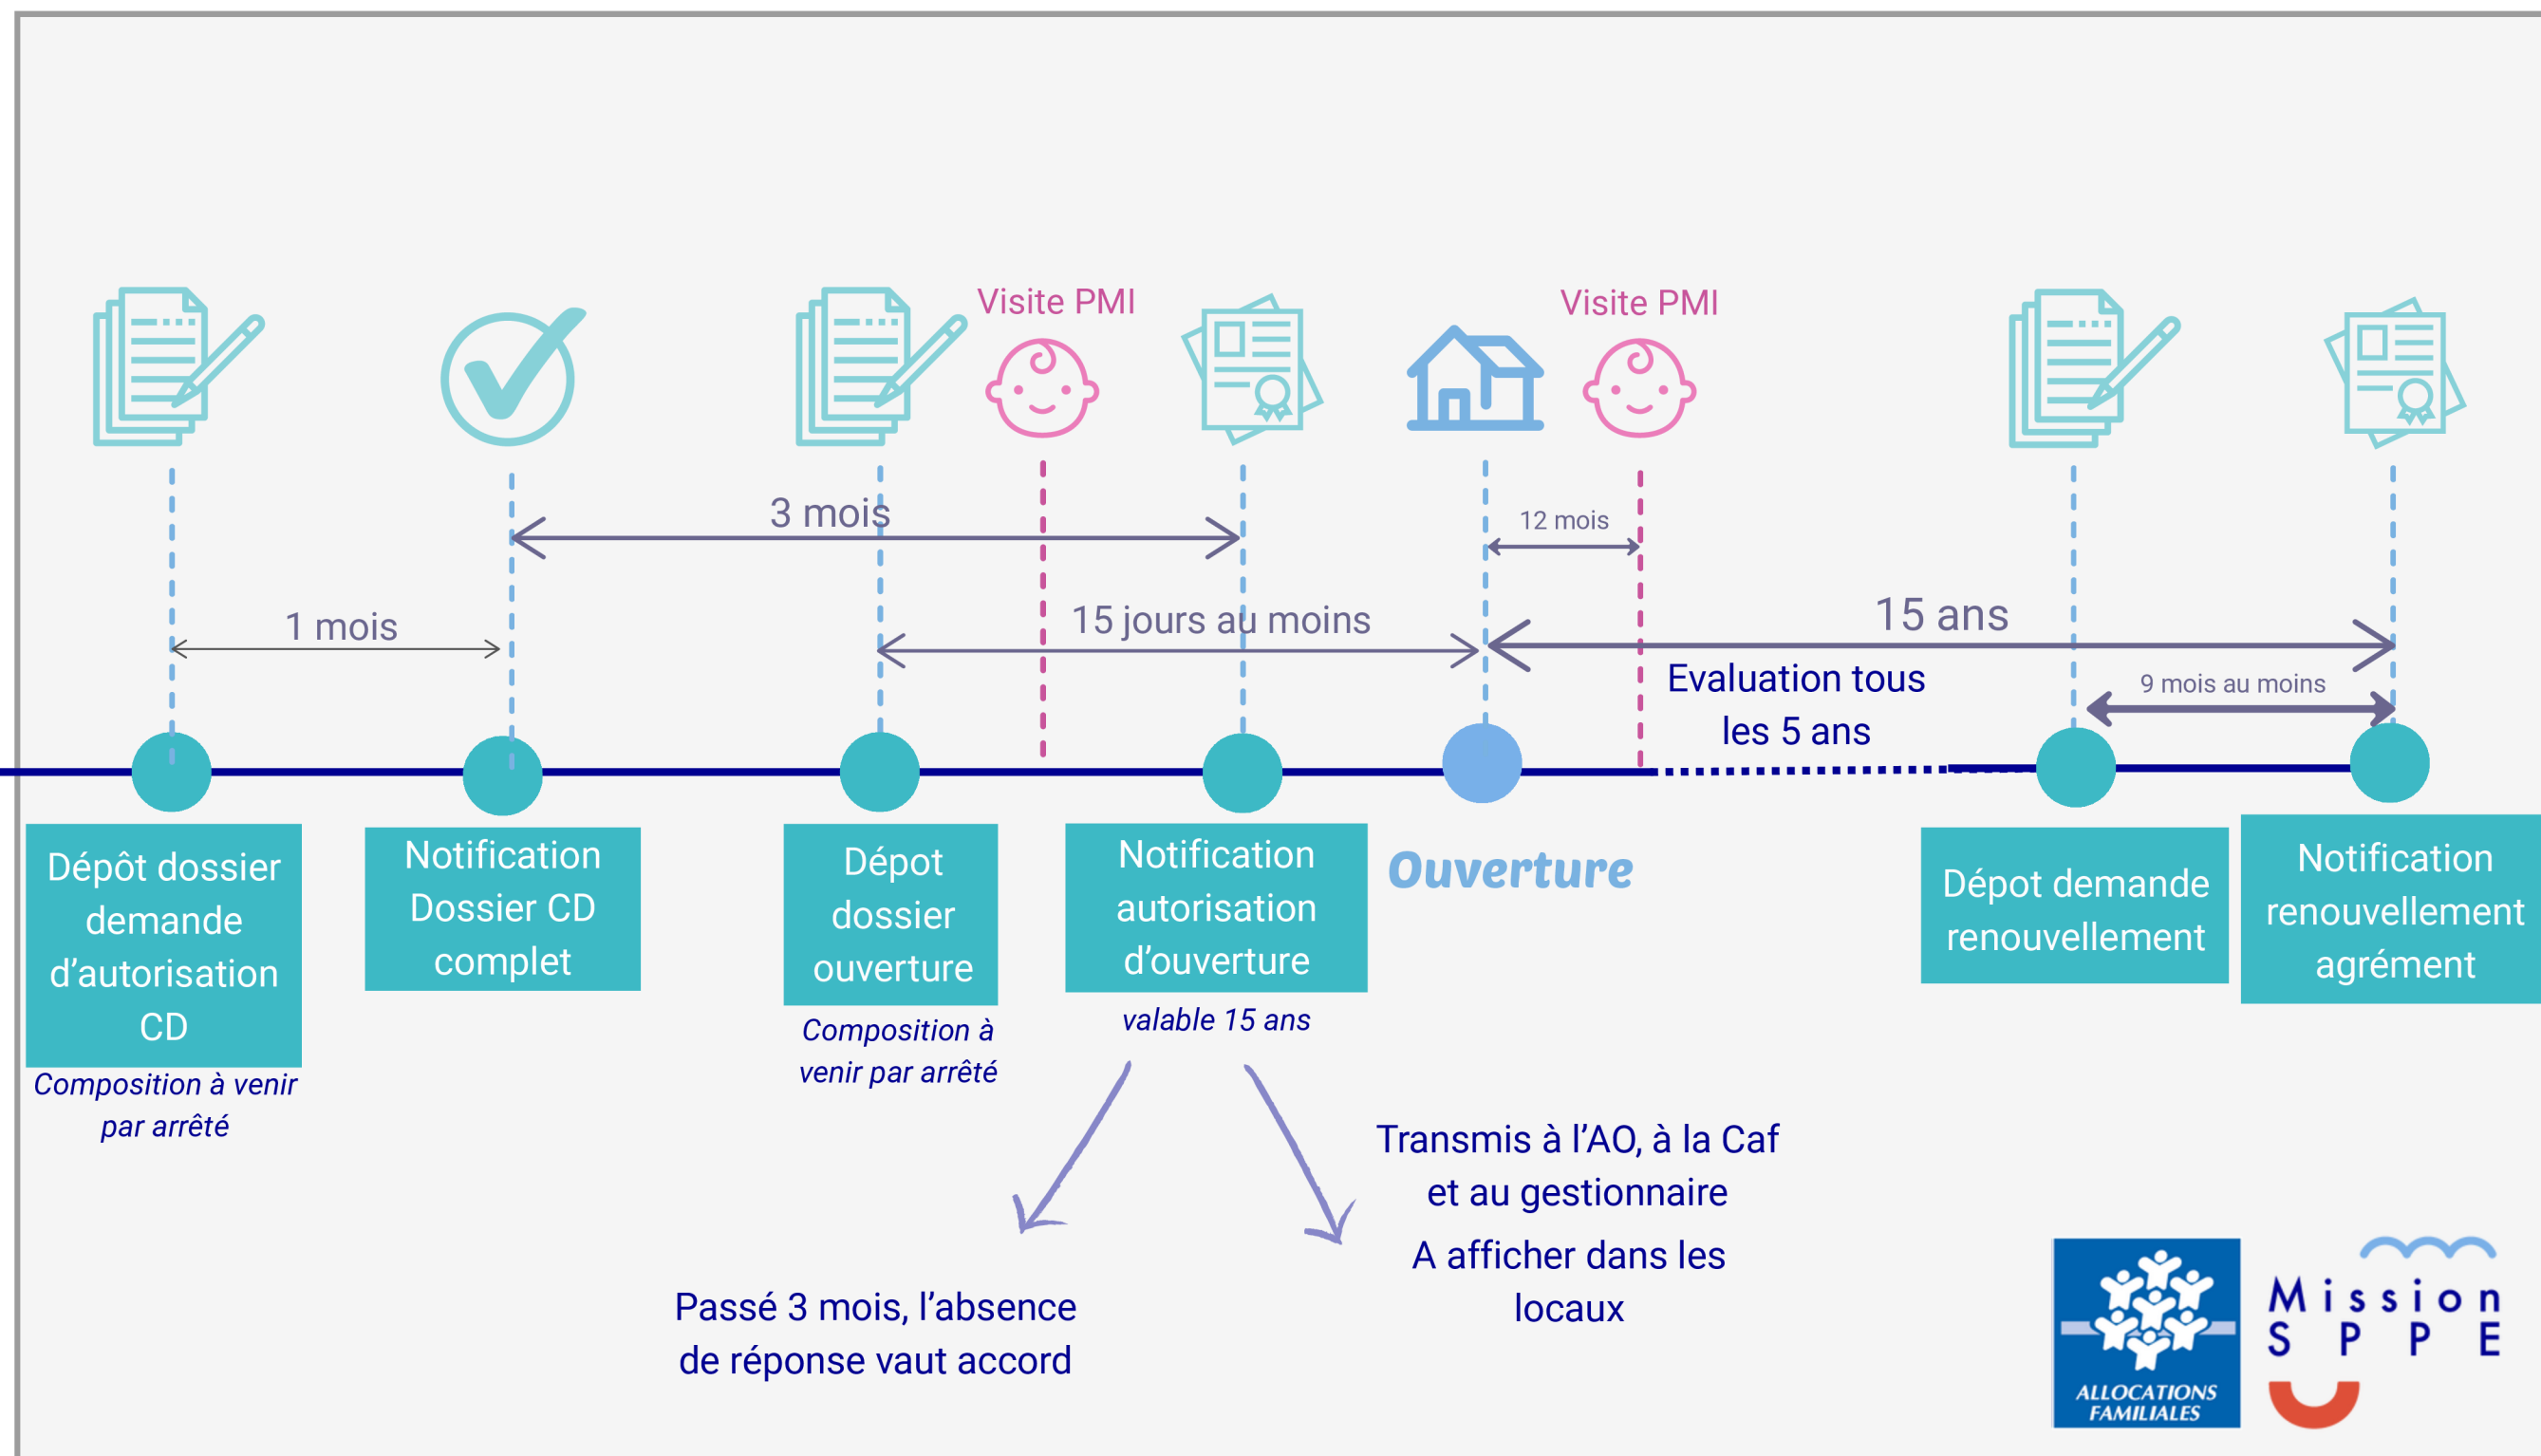 Visite PMI
Visite PMI
3 mois
12 mois
1 mois
15 jours au moins
15 ans
Evaluation tous
les 5 ans
9 mois au moins
Dépôt dossier
demande
d'autorisation
CD
Composition à venir
par arrêté
Notification
Dossier CD
complet
Dépot
dossier
ouverture
Composition à
venir par arrêté
Notification
autorisation
d'ouverture
valable 15 ans
Ouverture
Dépot demande
renouvellement
Notification
renouvellement
agrément
Passé 3 mois, l'absence
de réponse vaut accord
Transmis à l'AO, à la Caf
et au gestionnaire
A afficher dans les
locaux
ALLOCATIONS
FAMILIALES
Mission
SPPE